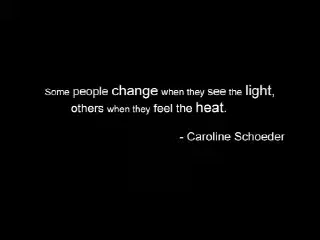 Some people change when they see the light,
others when they feel the heat.
- Caroline Schoeder